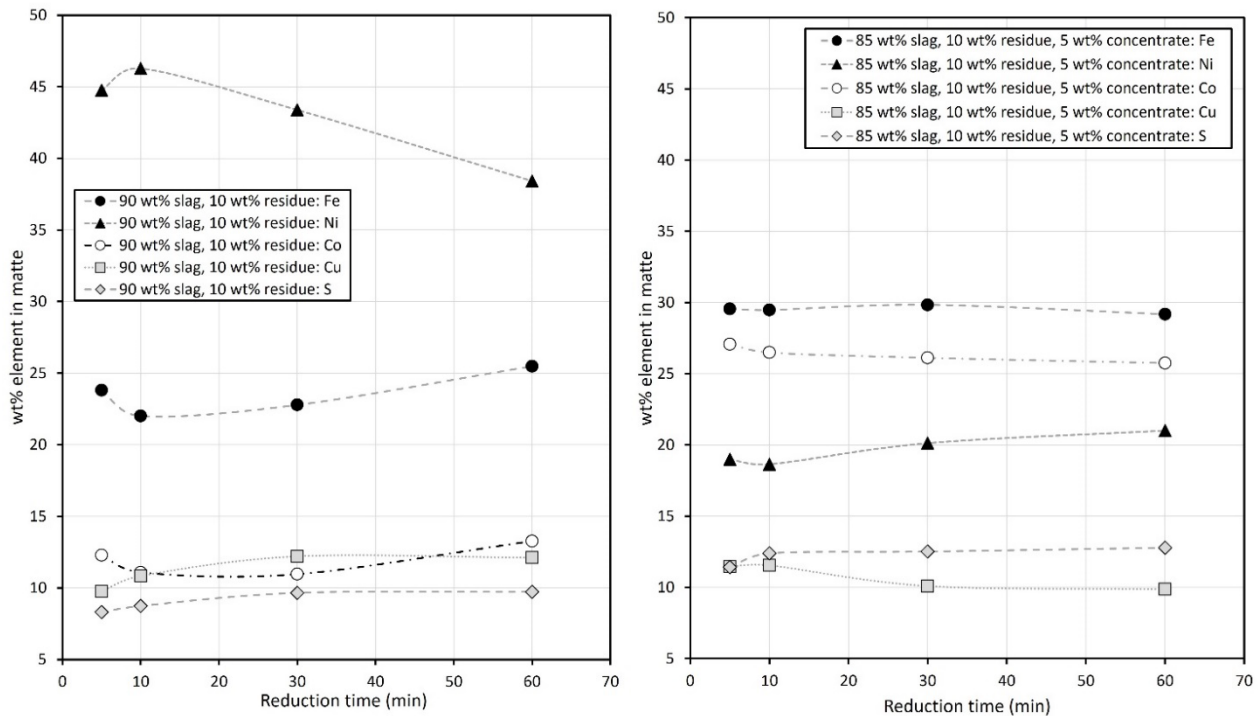 50
45
40
35
30
25
20
15
10
5
wt% element in matte
90 wt% slag, 10 wt% residue: Fe
90 wt% slag, 10 wt% residue: Ni
90 wt% slag, 10 wt% residue: Co
90 wt% slag, 10 wt% residue: Cu
90 wt% slag, 10 wt% residue: S
0 10 20 30 40 50 60 70
Reduction time (min)
50
45
40
35
30
25
20
15
10
5
wt% element in matte
85 wt% slag, 10 wt% residue, 5 wt% concentrate: Fe
85 wt% slag, 10 wt% residue, 5 wt% concentrate: Ni
85 wt% slag, 10 wt% residue, 5 wt% concentrate: Co
85 wt% slag, 10 wt% residue, 5 wt% concentrate: Cu
85 wt% slag, 10 wt% residue, 5 wt% concentrate: S
0 10 20 30 40 50 60 70
Reduction time (min)